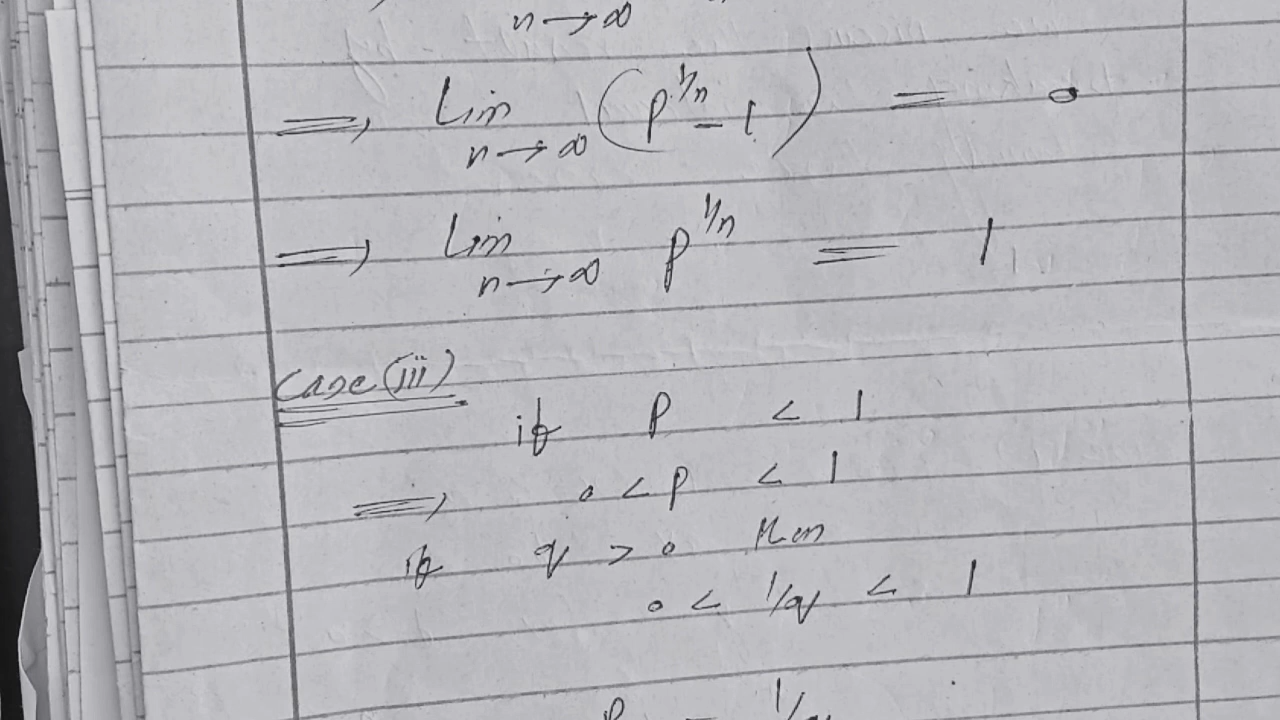 n → ∞
⟹ Lim n → ∞ (p^1/n - 1) = 0
⟹ Lim n → ∞ p^1/n = 1
Case (iii)
if p < 1
⟹ 0 < p < 1
if q > 0 then
0 < 1/q < 1
p = 1/q